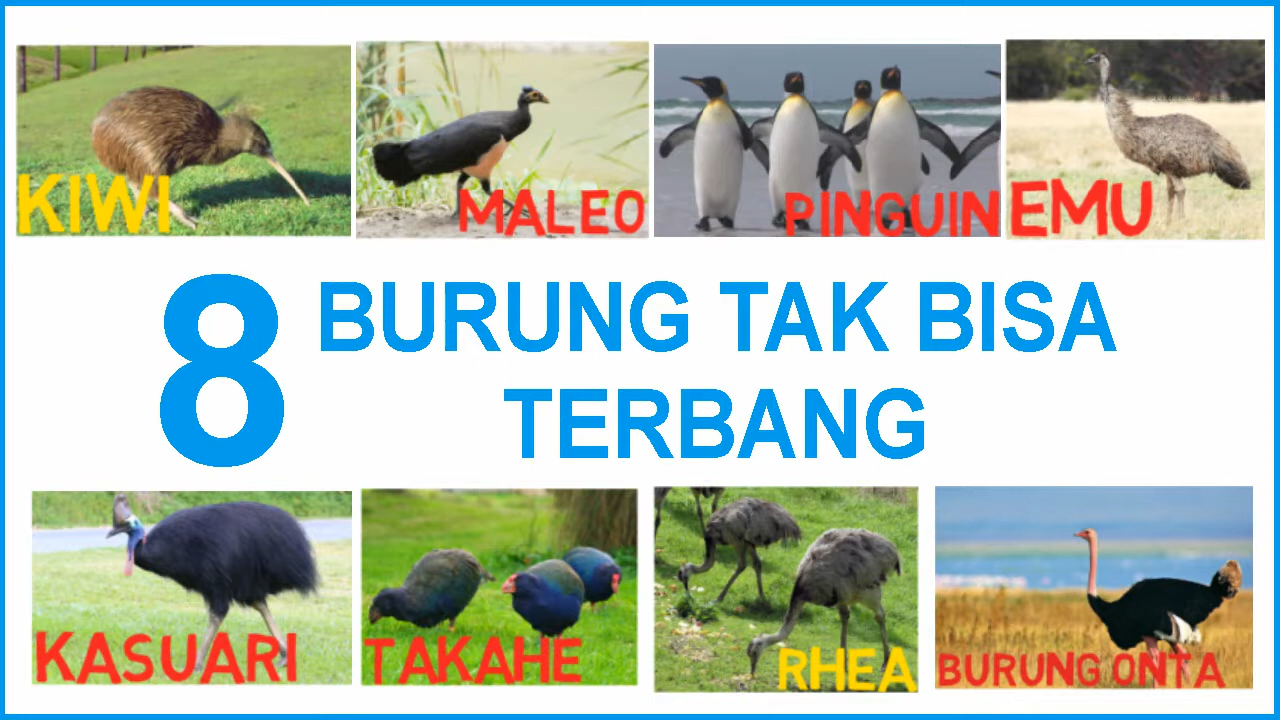 KIWI
MALEO
PINGUIN
EMU
8 BURUNG TAK BISA
TERBANG
KASUARI
TAKAHE
RHEA
BURUNG ONTA